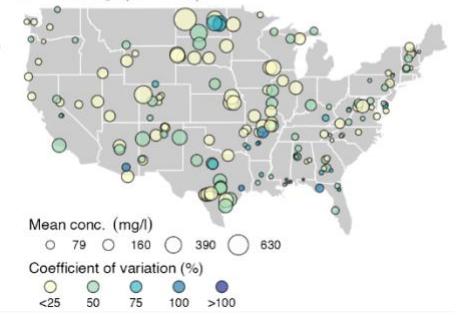 Mean conc. (mg/l)
79 160 390 630
Coefficient of variation (%)
<25 50 75 100 >100